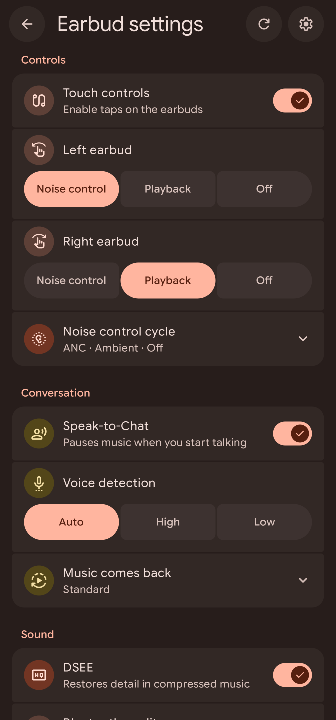 Earbud settings
Controls
Touch controls
Enable taps on the earbuds
Left earbud
Noise control
Playback
Off
Right earbud
Noise control
Playback
Off
Noise control cycle
ANC · Ambient · Off
Conversation
Speak-to-Chat
Pauses music when you start talking
Voice detection
Auto
High
Low
Music comes back
Standard
Sound
HQ
DSEE
Restores detail in compressed music